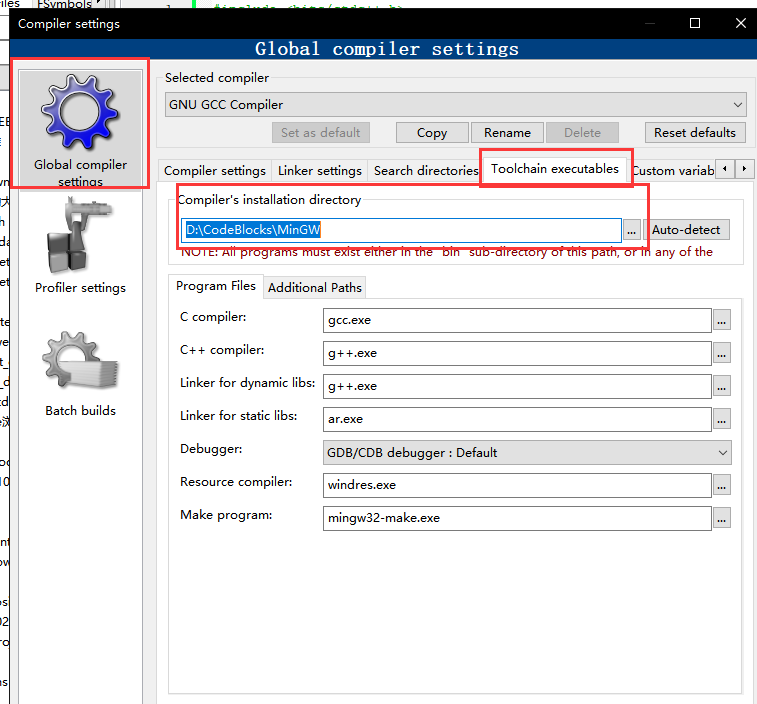 FSymbols
1
#include <bits/stdc++.h>
Compiler settings
Global compiler settings
Global compiler
settings
Profiler settings
Batch builds
Selected compiler
GNU GCC Compiler
Set as default
Copy
Rename
Delete
Reset defaults
Compiler settings
Linker settings
Search directories
Toolchain executables
Custom variab
Compiler's installation directory
D:\CodeBlocks\MinGW
...
Auto-detect
NOTE: All programs must exist either in the "bin" sub-directory of this path, or in any of the
Program Files
Additional Paths
C compiler:
gcc.exe
...
C++ compiler:
g++.exe
...
Linker for dynamic libs:
g++.exe
...
Linker for static libs:
ar.exe
...
Debugger:
GDB/CDB debugger : Default
Resource compiler:
windres.exe
...
Make program:
mingw32-make.exe
...